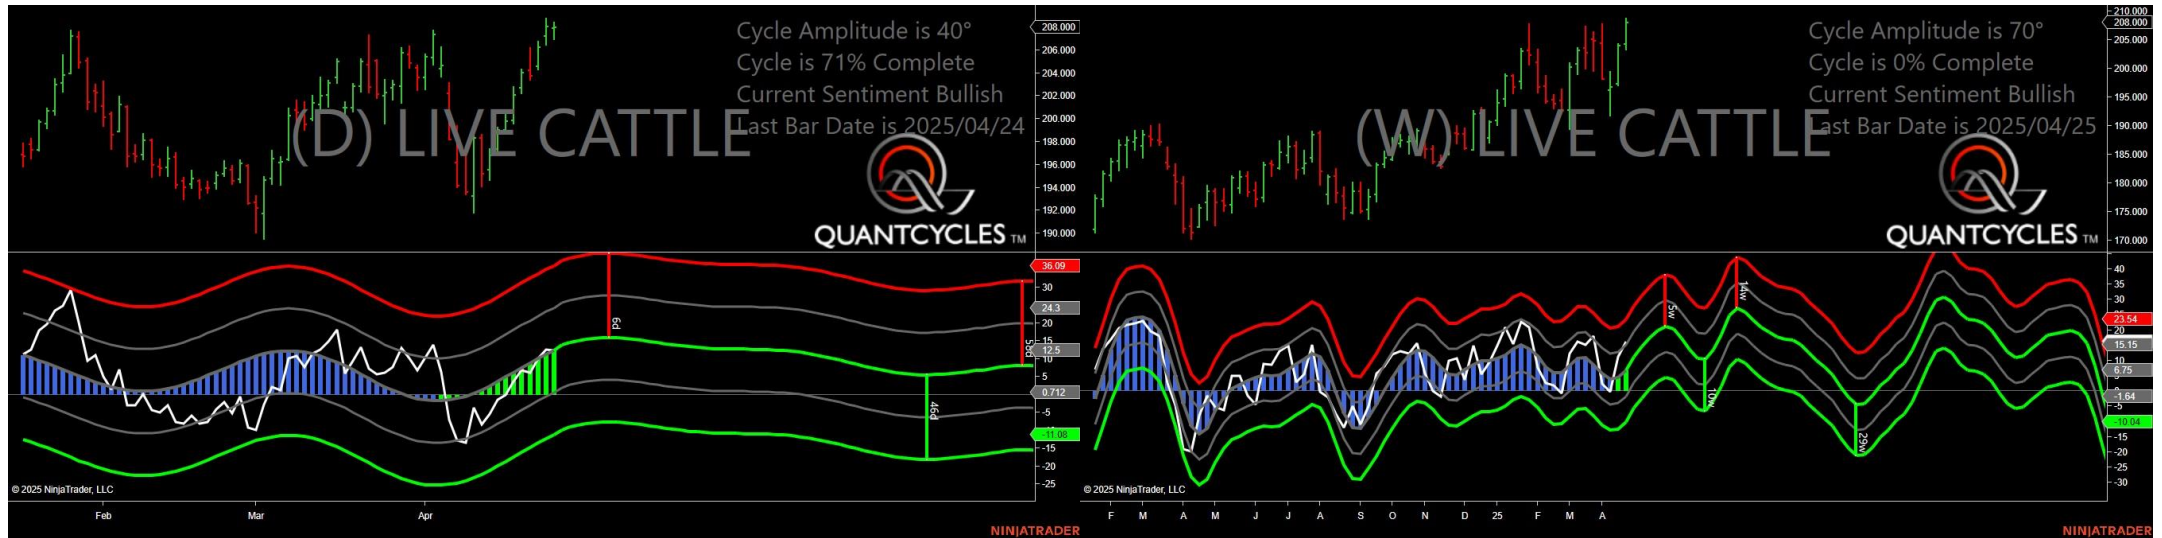 Cycle Amplitude is 40°
Cycle is 71% Complete
Current Sentiment Bullish
Last Bar Date is 2025/04/24
(D) LIVE CATTLE
QUANTCYCLES TM
208.000
206.000
204.000
202.000
200.000
198.000
196.000
194.000
192.000
190.000
36.09
30
24.3
20
15
12.5
10
5
0.712
-5
-11.08
-15
-20
-25
6d
46d
© 2025 NinjaTrader, LLC
Feb Mar Apr
NINJATRADER
Cycle Amplitude is 70°
Cycle is 0% Complete
Current Sentiment Bullish
Last Bar Date is 2025/04/25
(W) LIVE CATTLE
QUANTCYCLES TM
210.000
208.000
205.000
200.000
195.000
190.000
185.000
180.000
175.000
170.000
40
35
30
23.54
20
15.15
6.75
-1.64
-5
-10.04
-15
-20
-25
-30
5w
14w
10w
29w
© 2025 NinjaTrader, LLC
F M A M J J A S O N D 25 F M A
NINJATRADER